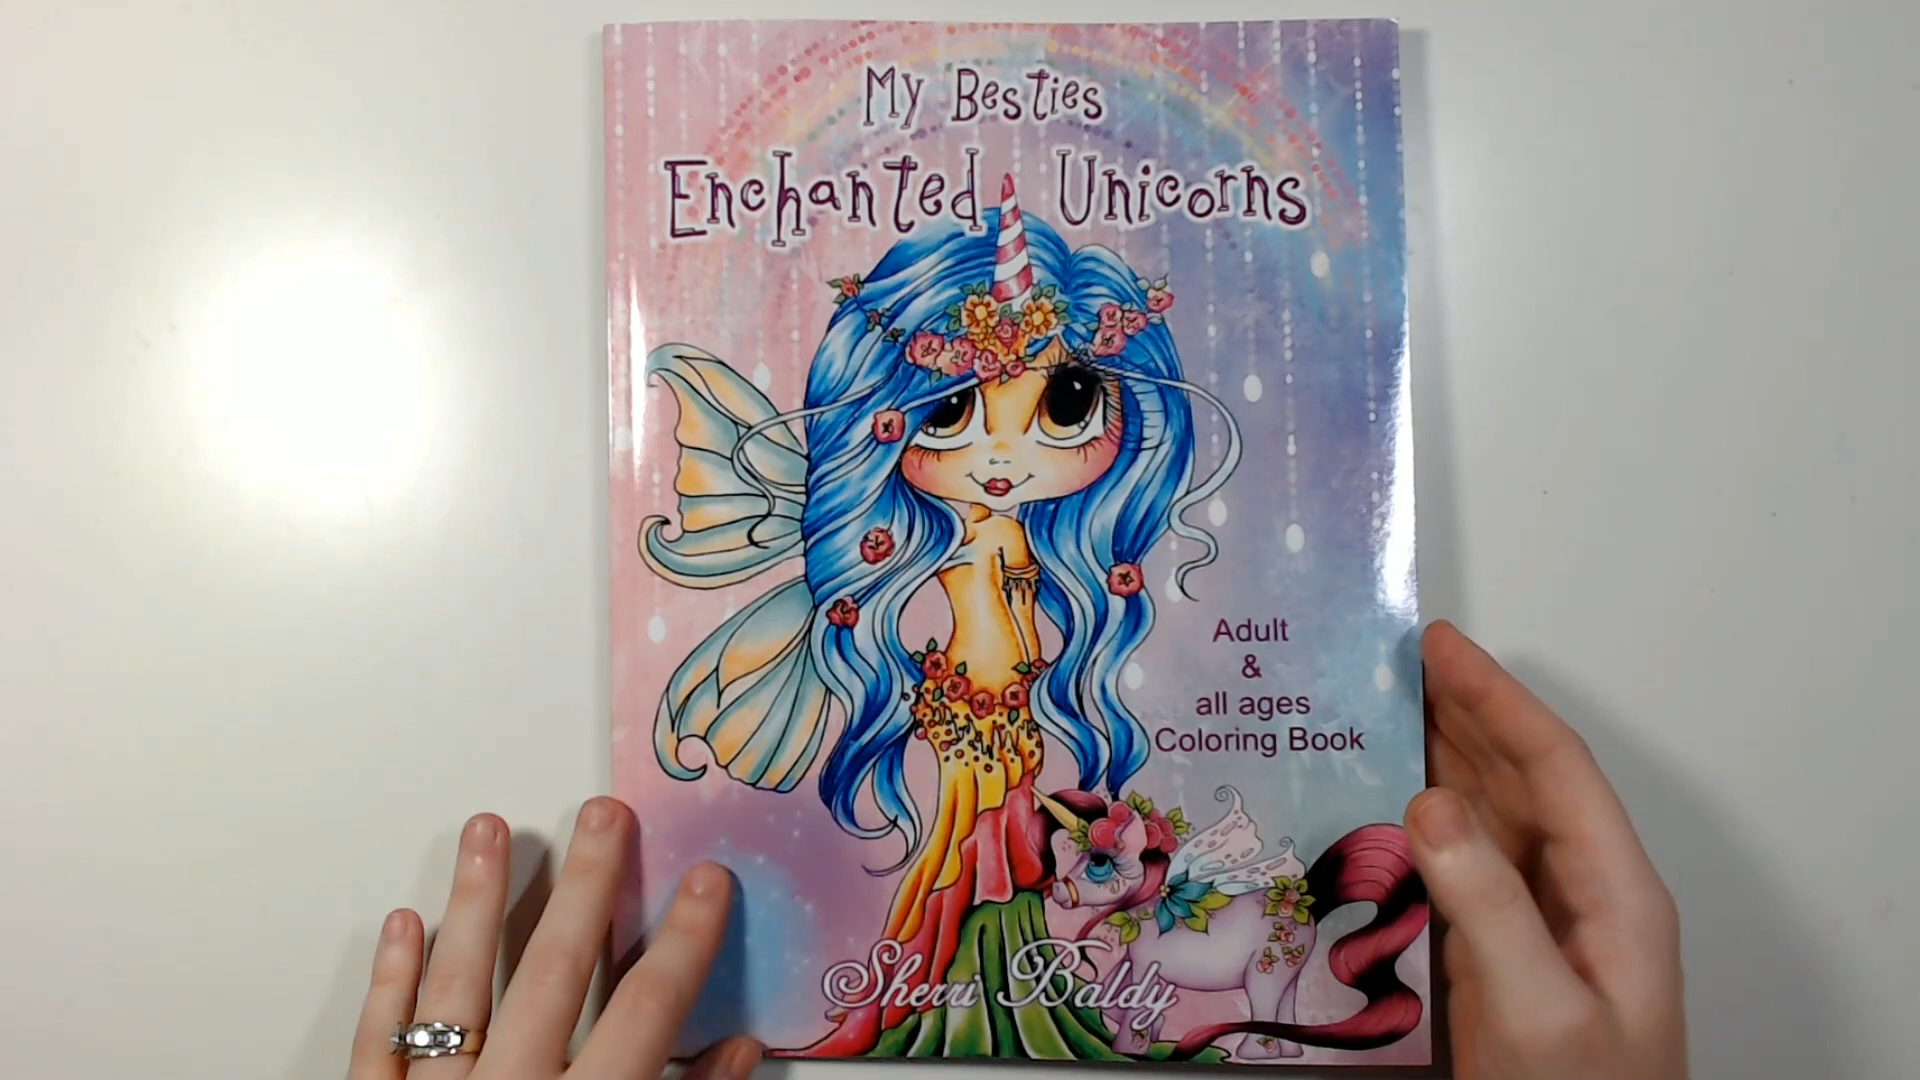 My Besties
Enchanted Unicorns
Adult
&
all ages
Coloring Book
Sherri Baldy